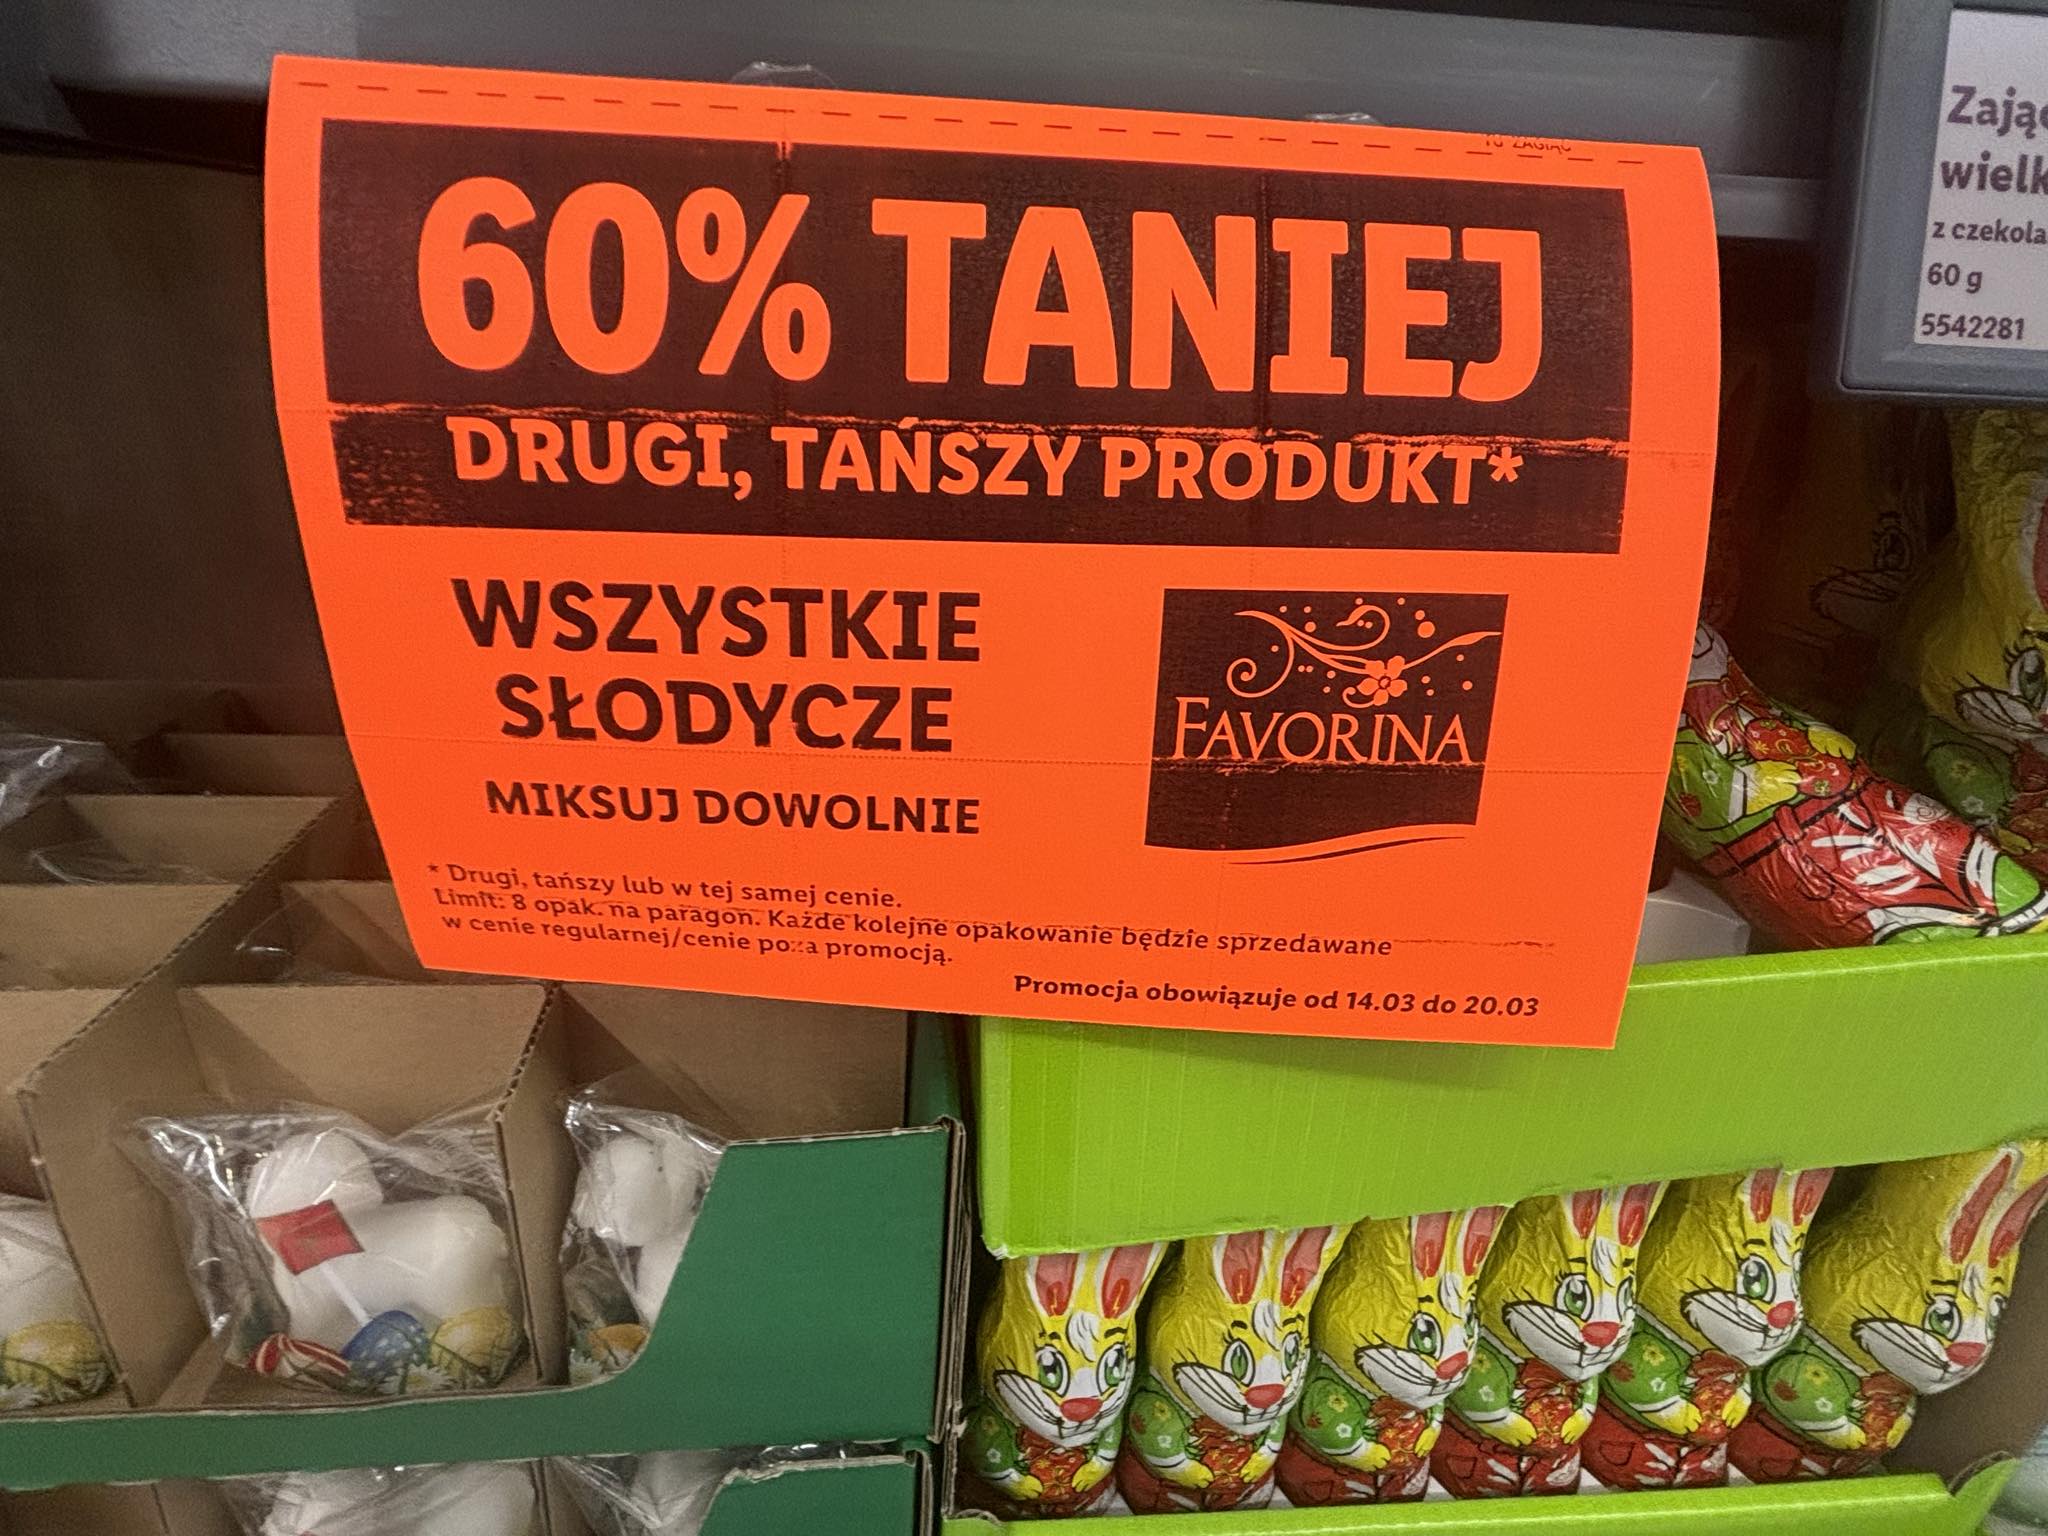 60% TANIEJ
DRUGI, TAŃSZY PRODUKT*
WSZYSTKIE
SŁODYCZE
MIKSUJ DOWOLNIE
FAVORINA
* Drugi, tańszy lub w tej samej cenie.
Limit: 8 opak. na paragon. Każde kolejne opakowanie będzie sprzedawane
w cenie regularnej/cenie poza promocją.
Promocja obowiązuje od 14.03 do 20.03
Zając
wielk
z czekola
60 g
5542281